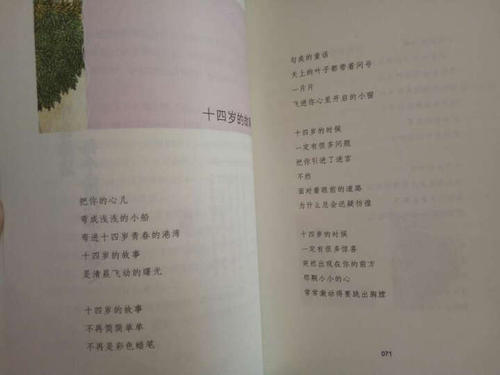 十四岁的故
把你的心儿
弯成浅浅的小船
弯进十四岁青春的港湾
十四岁的故事
是清晨飞动的曙光
十四岁的故事
不再简简单单
不再是彩色蜡笔
勾成的童话
天上的叶子都带着问号
一片片
飞进你心里开启的小窗
十四岁的时候
一定有很多问题
把你引进了迷宫
不然
面对着眼前的道路
为什么总会迟疑彷徨
十四岁的时候
一定有很多惊喜
突然出现在你的前方
那颗小小的心
常常激动得要跳出胸膛
071